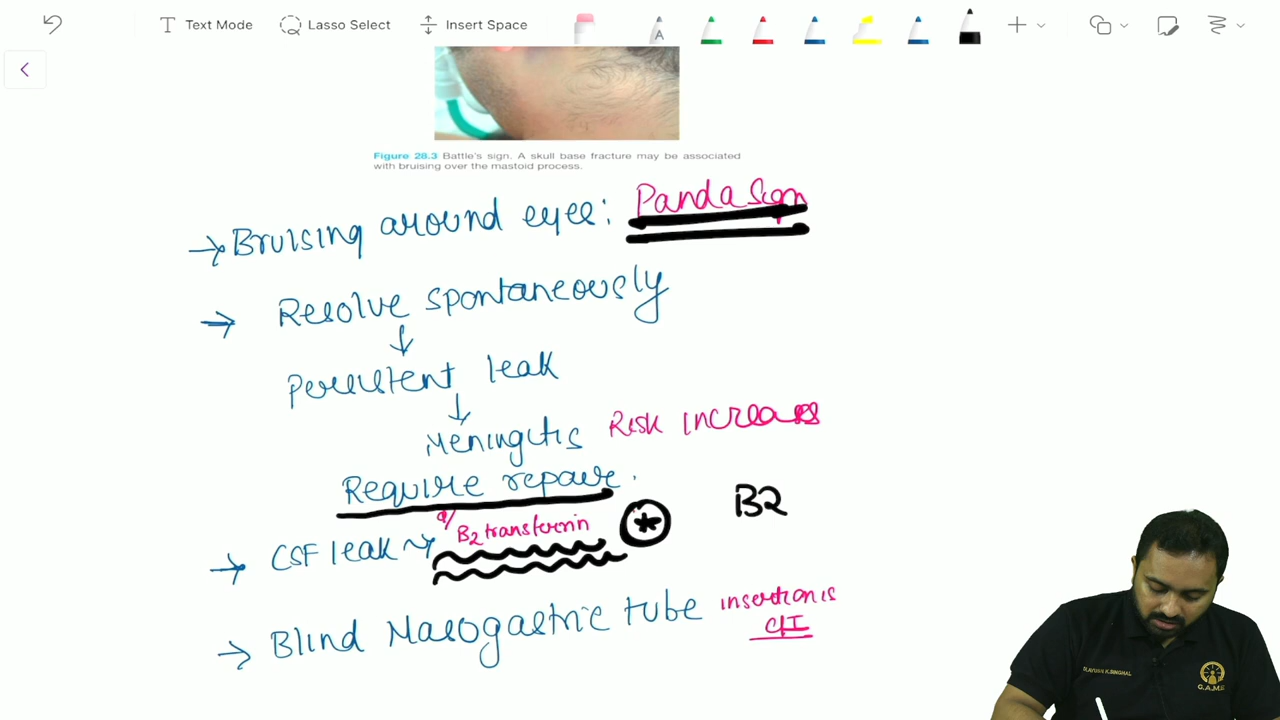 Text Mode Lasso Select Insert Space
Figure 28.3 Battle's sign. A skull base fracture may be associated
with bruising over the mastoid process.
→ Bruising around eyes: Panda Sign
→ Resolve spontaneously
↓
Persistent leak
↓
Meningitis Risk increases
Require repair.
B2
→ CSF leak B2 transferrin *
→ Blind Nasogastric tube insertion is
C/I
G.A.M.S